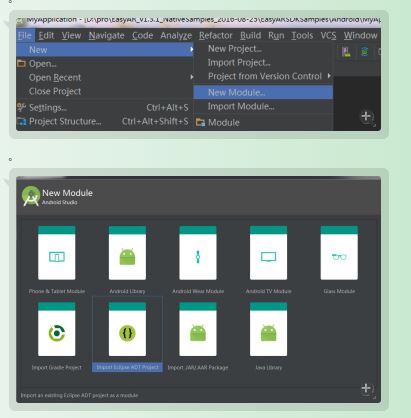 MyApplication - [D:\pro\EasyAR_v1.3.1_NativeSamples_2016-08-25\EasyARSDKSamples\Android\MyAp
File Edit View Navigate Code Analyze Refactor Build Run Tools VCS Window
New
New Project...
Open...
Import Project...
Open Recent
Project from Version Control
Close Project
New Module...
Settings... Ctrl+Alt+S
Import Module...
Project Structure... Ctrl+Alt+Shift+S
Module
New Module
Android Studio
Phone & Tablet Module Android Library Android Wear Module Android TV Module Glass Module
Import Gradle Project Import Eclipse ADT Project Import .JAR/.AAR Package Java Library
Import an existing Eclipse ADT project as a module